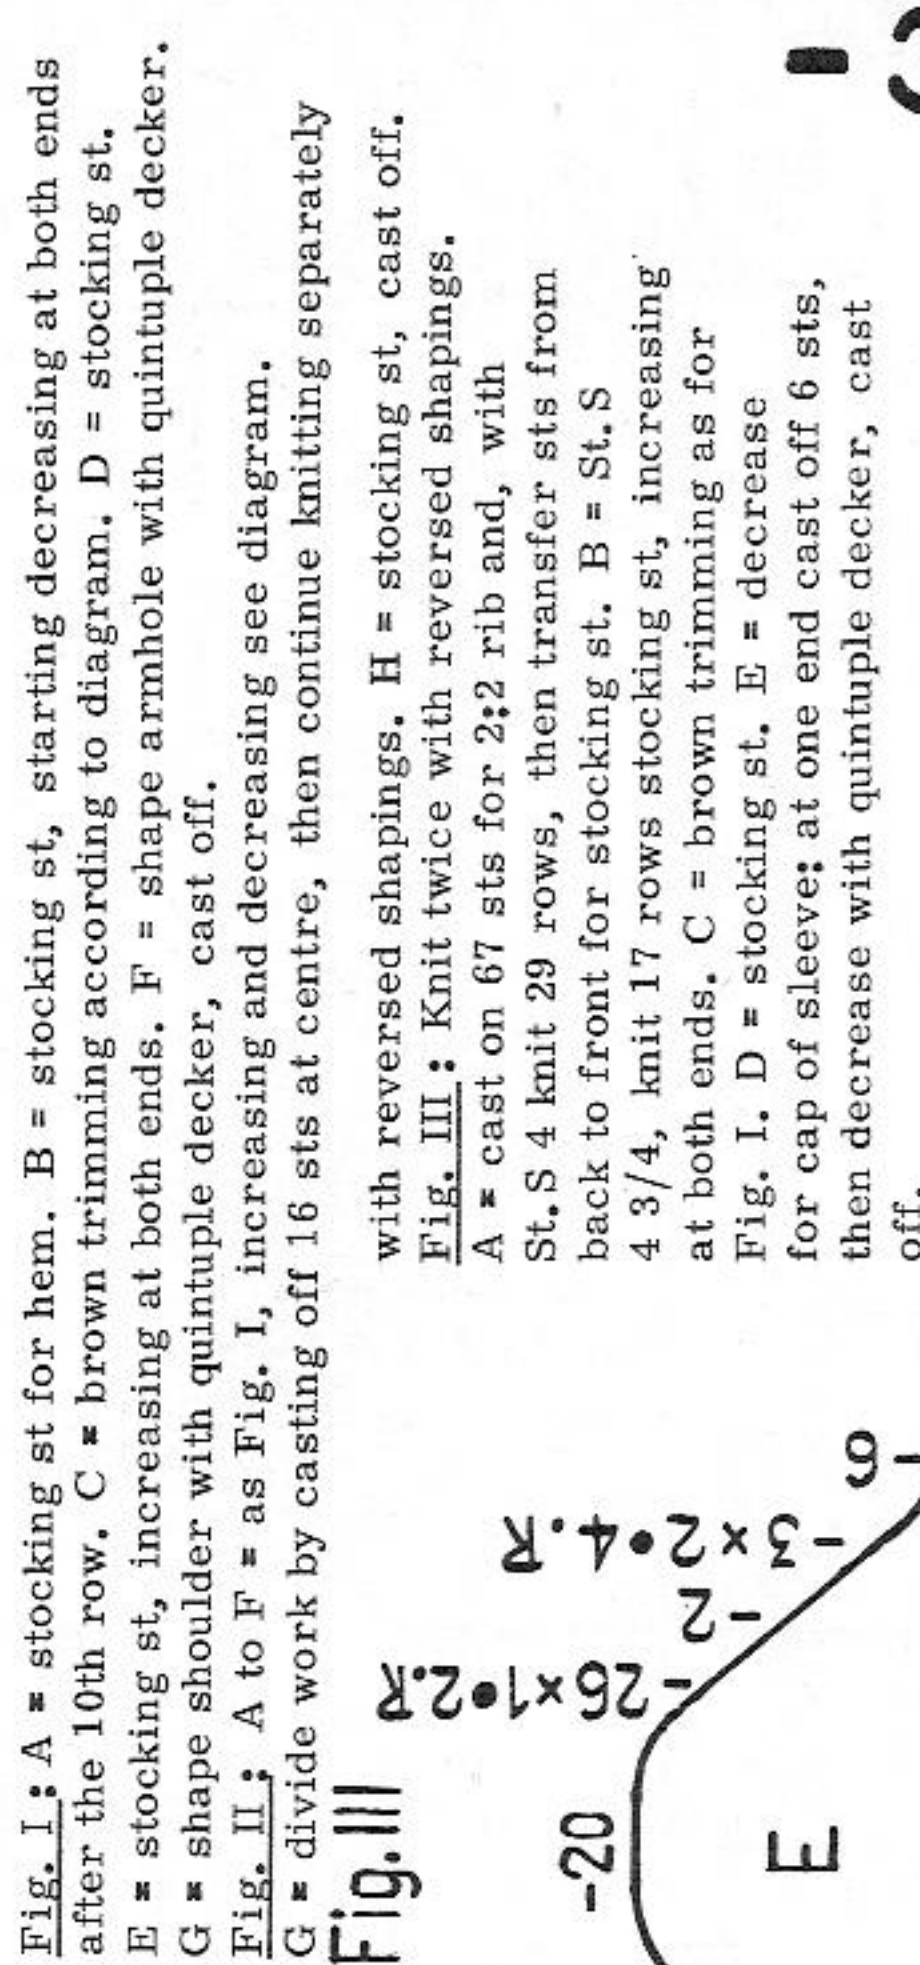 Fig. I: A = stocking st for hem. B = stocking st, starting decreasing at both ends
after the 10th row. C = brown trimming according to diagram. D = stocking st.
E = stocking st, increasing at both ends. F = shape armhole with quintuple decker.
G = shape shoulder with quintuple decker, cast off.
Fig. II: A to F = as Fig. I, increasing and decreasing see diagram.
G = divide work by casting off 16 sts at centre, then continue knitting separately
with reversed shapings. H = stocking st, cast off.
Fig. III: Knit twice with reversed shapings.
A = cast on 67 sts for 2:2 rib and, with
St.S 4 knit 29 rows, then transfer sts from
back to front for stocking st. B = St.S
4 3/4, knit 17 rows stocking st, increasing
at both ends. C = brown trimming as for
Fig. I. D = stocking st. E = decrease
for cap of sleeve: at one end cast off 6 sts,
then decrease with quintuple decker, cast
off.
Fig.III
-20
-26×1•2.R
-2
-3×2•4.R
-6
E